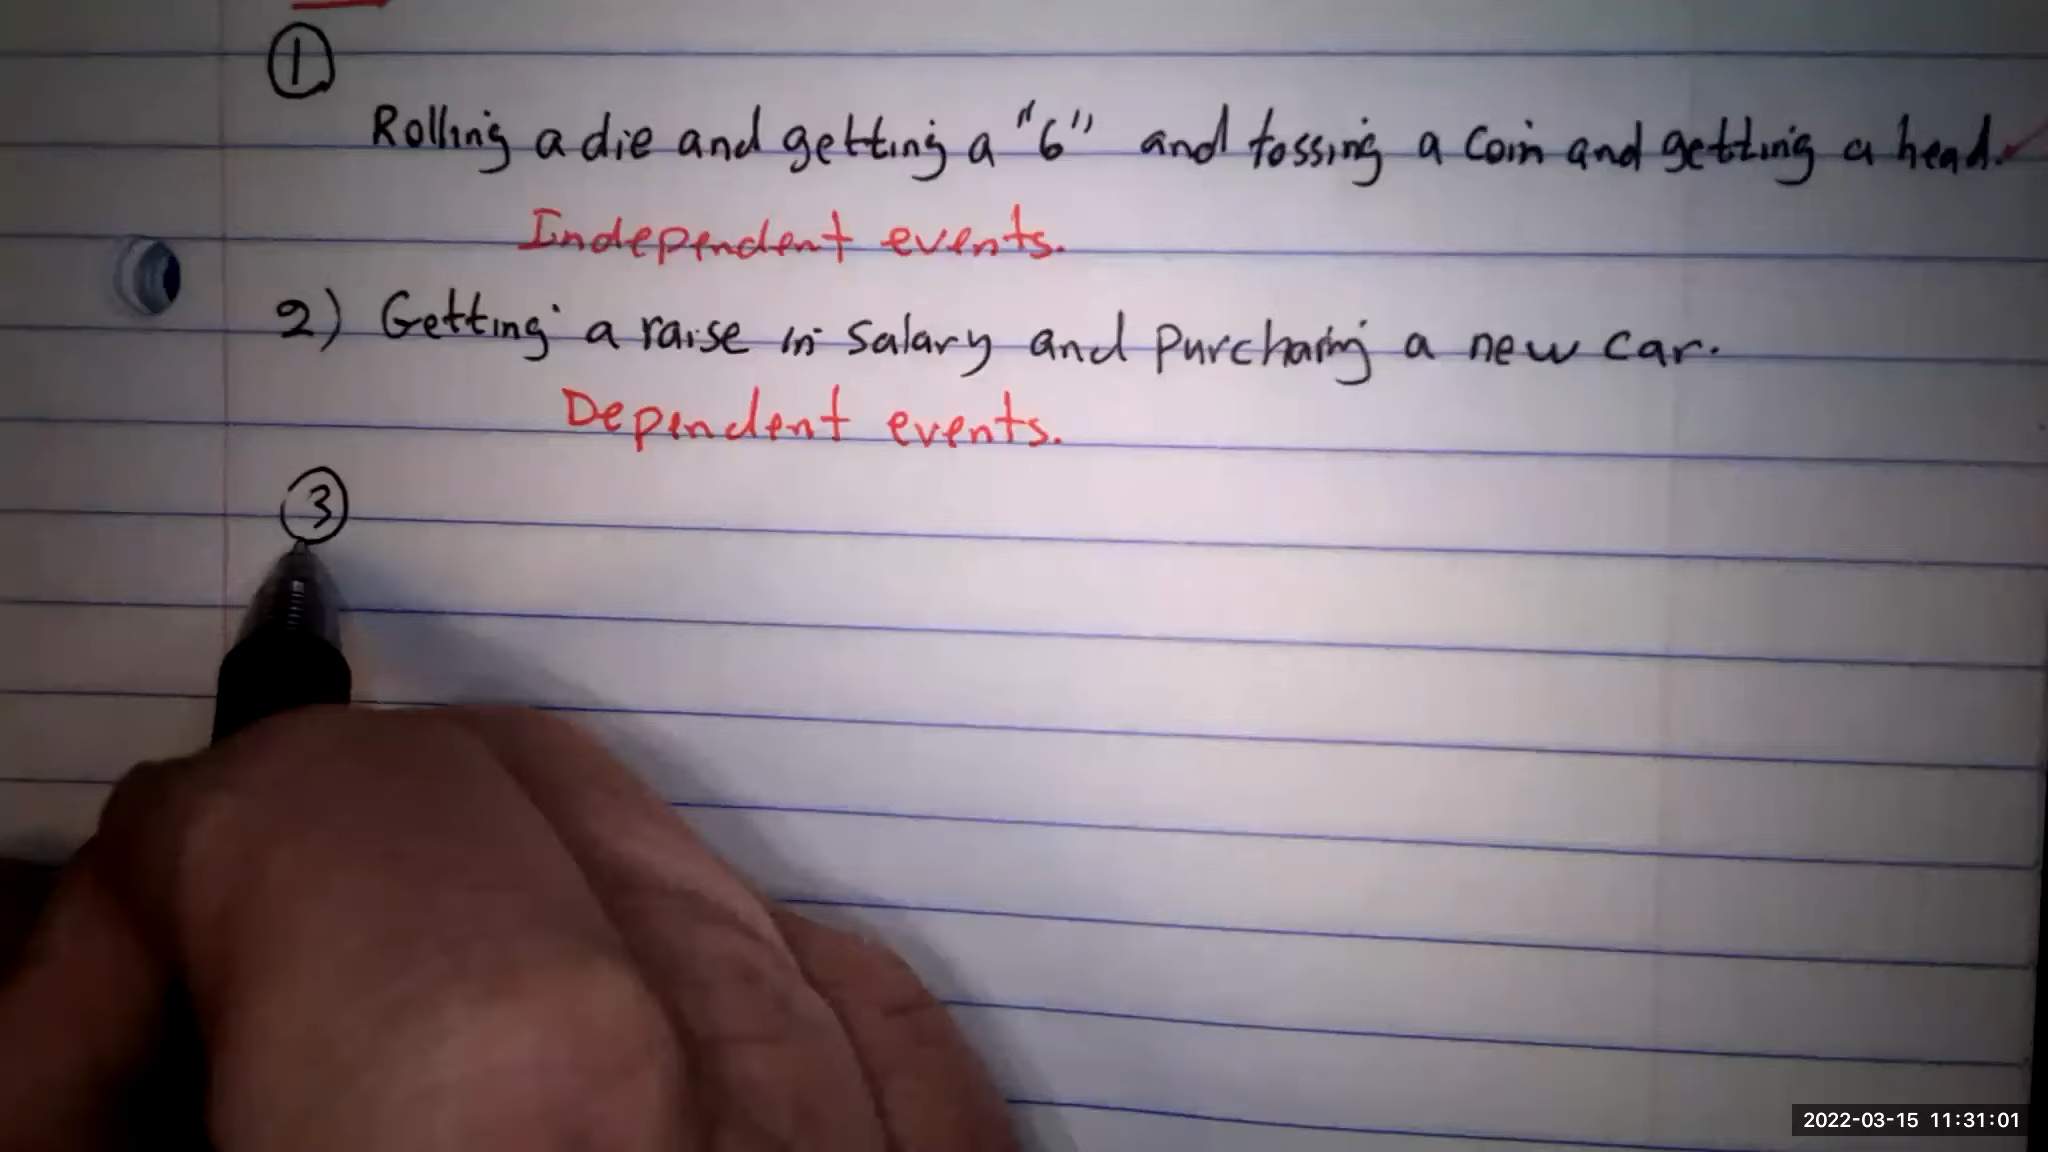 1
Rolling a die and getting a "6" and tossing a coin and getting a head.
Independent events.
2) Getting a raise in salary and purchasing a new car.
Dependent events.
3
2022-03-15 11:31:01